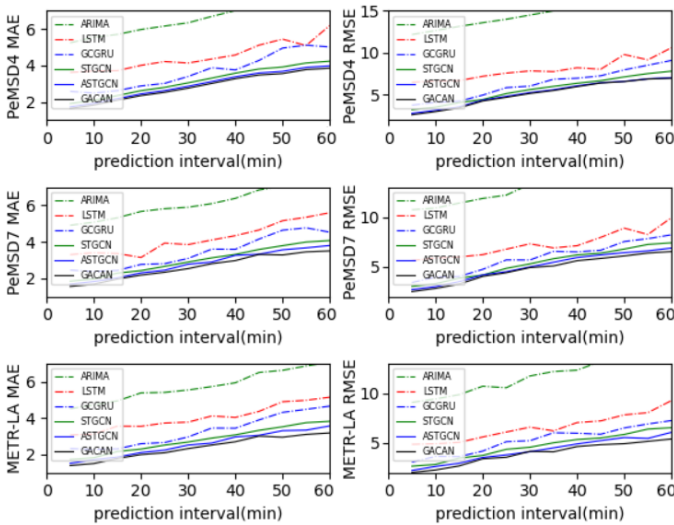 PeMSD4 MAE
6
4
2
ARIMA
LSTM
GCGRU
STGCN
ASTGCN
GACAN
0 10 20 30 40 50 60
prediction interval(min)
PeMSD4 RMSE
15
10
5
ARIMA
LSTM
GCGRU
STGCN
ASTGCN
GACAN
0 10 20 30 40 50 60
prediction interval(min)
PeMSD7 MAE
6
4
2
ARIMA
LSTM
GCGRU
STGCN
ASTGCN
GACAN
0 10 20 30 40 50 60
prediction interval(min)
PeMSD7 RMSE
10
5
ARIMA
LSTM
GCGRU
STGCN
ASTGCN
GACAN
0 10 20 30 40 50 60
prediction interval(min)
METR-LA MAE
6
4
2
ARIMA
LSTM
GCGRU
STGCN
ASTGCN
GACAN
0 10 20 30 40 50 60
prediction interval(min)
METR-LA RMSE
10
5
ARIMA
LSTM
GCGRU
STGCN
ASTGCN
GACAN
0 10 20 30 40 50 60
prediction interval(min)